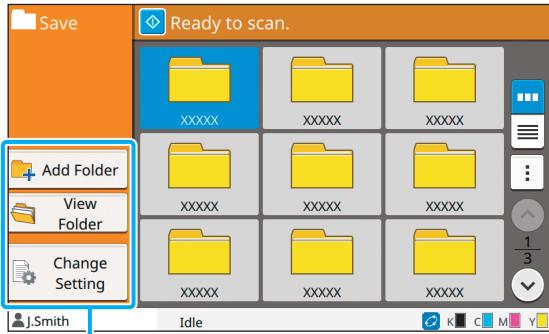 Save
Ready to scan.
XXXXX XXXXX XXXXX
Add Folder
XXXXX XXXXX XXXXX
View
Folder
1
3
Change
Setting
XXXXX XXXXX XXXXX
J.Smith
Idle
K C M Y